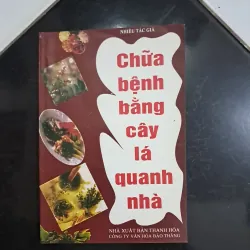 NHIỀU TÁC GIẢ
Chữa
bệnh
bằng
cây
lá
quanh
nhà
NHÀ XUẤT BẢN THANH HÓA
CÔNG TY VĂN HÓA BẢO THẮNG